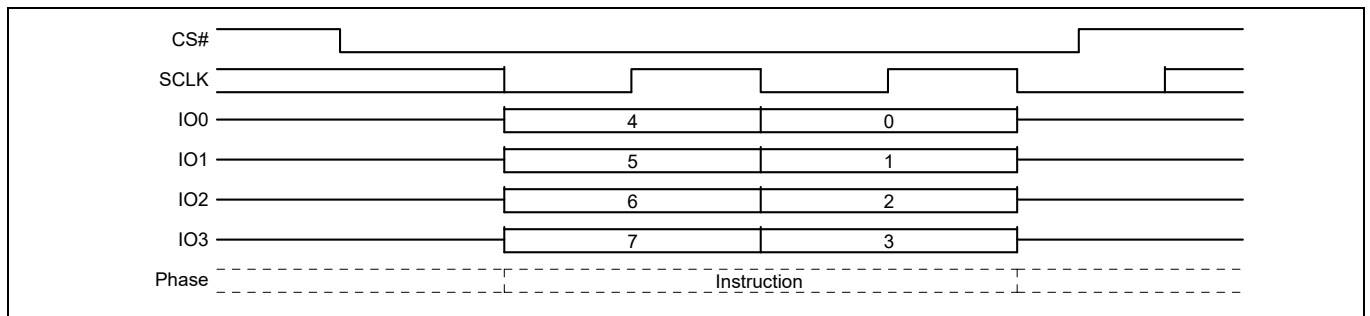 CS#
SCLK
IO0 4 0
IO1 5 1
IO2 6 2
IO3 7 3
Phase Instruction